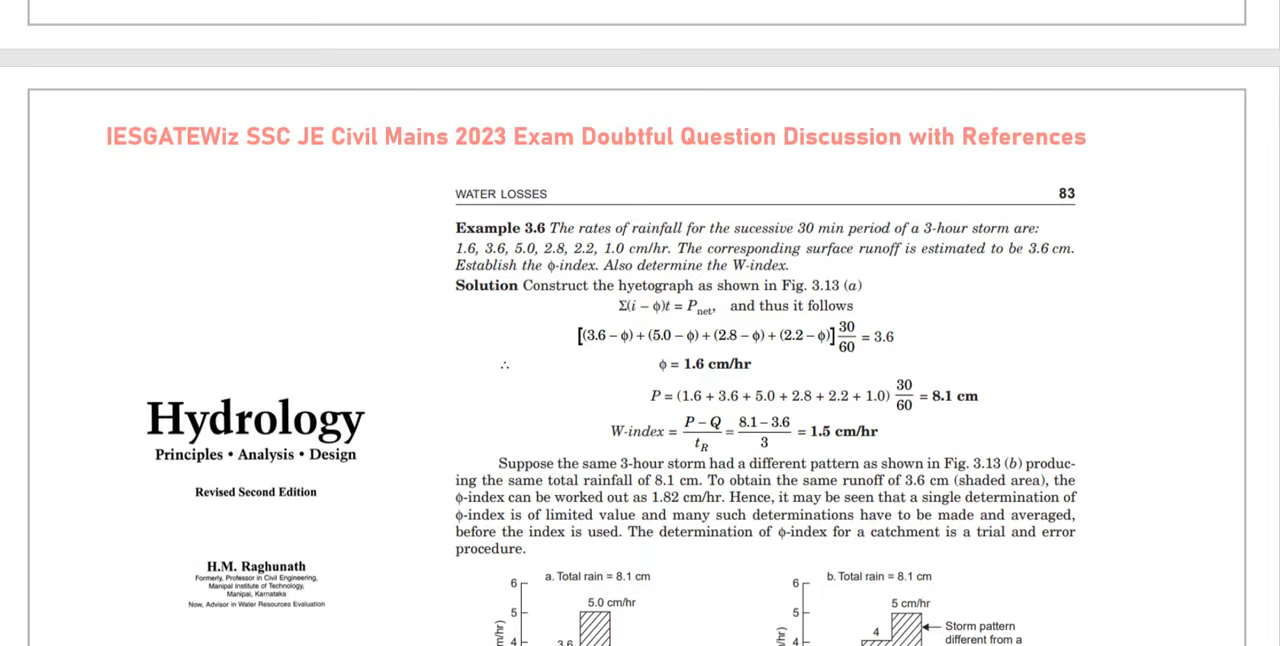 IESGATEWiz SSC JE Civil Mains 2023 Exam Doubtful Question Discussion with References
WATER LOSSES 83
Example 3.6 The rates of rainfall for the sucessive 30 min period of a 3-hour storm are:
1.6, 3.6, 5.0, 2.8, 2.2, 1.0 cm/hr. The corresponding surface runoff is estimated to be 3.6 cm.
Establish the ϕ-index. Also determine the W-index.
Solution Construct the hyetograph as shown in Fig. 3.13 (a)
Σ(i – ϕ)t = Pnet, and thus it follows
[(3.6 – ϕ) + (5.0 – ϕ) + (2.8 – ϕ) + (2.2 – ϕ)] 30/60 = 3.6
∴ ϕ = 1.6 cm/hr
P = (1.6 + 3.6 + 5.0 + 2.8 + 2.2 + 1.0) 30/60 = 8.1 cm
W-index = P – Q/tR = 8.1 – 3.6/3 = 1.5 cm/hr
Suppose the same 3-hour storm had a different pattern as shown in Fig. 3.13 (b) produc-
ing the same total rainfall of 8.1 cm. To obtain the same runoff of 3.6 cm (shaded area), the
ϕ-index can be worked out as 1.82 cm/hr. Hence, it may be seen that a single determination of
ϕ-index is of limited value and many such determinations have to be made and averaged,
before the index is used. The determination of ϕ-index for a catchment is a trial and error
procedure.
Hydrology
Principles • Analysis • Design
Revised Second Edition
H.M. Raghunath
Formerly, Professor in Civil Engineering,
Manipal Institute of Technology,
Manipal, Karnataka
Now, Advisor in Water Resources Evaluation
a. Total rain = 8.1 cm
6
5.0 cm/hr
5
4
3.6
b. Total rain = 8.1 cm
6
5 cm/hr
5
4
4
Storm pattern
different from a